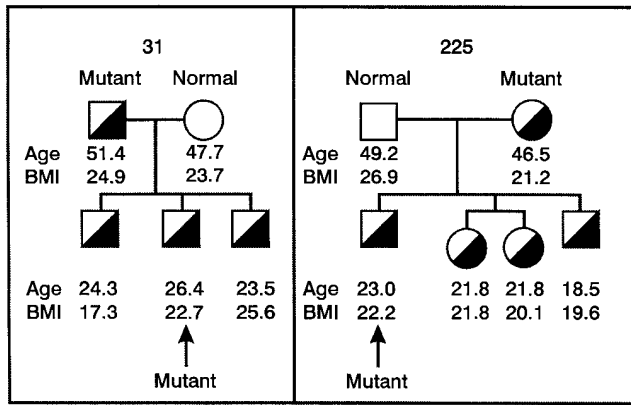 31
Mutant Normal
Age 51.4 47.7
BMI 24.9 23.7
Age 24.3 26.4 23.5
BMI 17.3 22.7 25.6
Mutant
225
Normal Mutant
Age 49.2 46.5
BMI 26.9 21.2
Age 23.0 21.8 21.8 18.5
BMI 22.2 21.8 20.1 19.6
Mutant